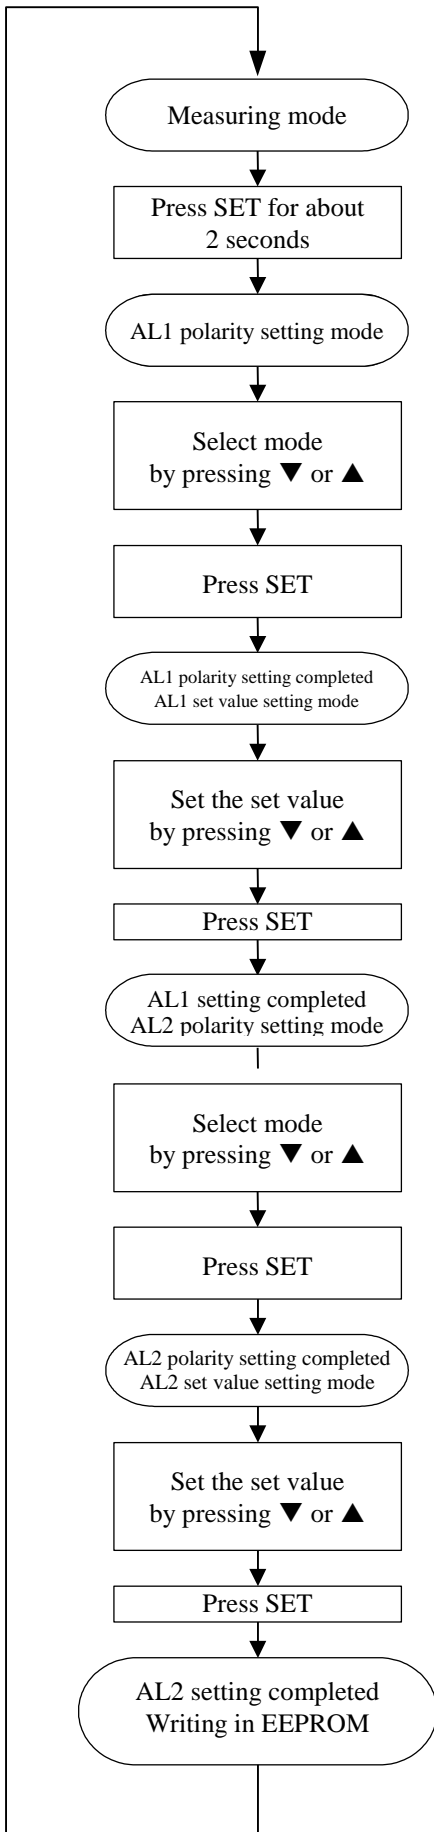 Measuring mode
Press SET for about
2 seconds
AL1 polarity setting mode
Select mode
by pressing ▼ or ▲
Press SET
AL1 polarity setting completed
AL1 set value setting mode
Set the set value
by pressing ▼ or ▲
Press SET
AL1 setting completed
AL2 polarity setting mode
Select mode
by pressing ▼ or ▲
Press SET
AL2 polarity setting completed
AL2 set value setting mode
Set the set value
by pressing ▼ or ▲
Press SET
AL2 setting completed
Writing in EEPROM